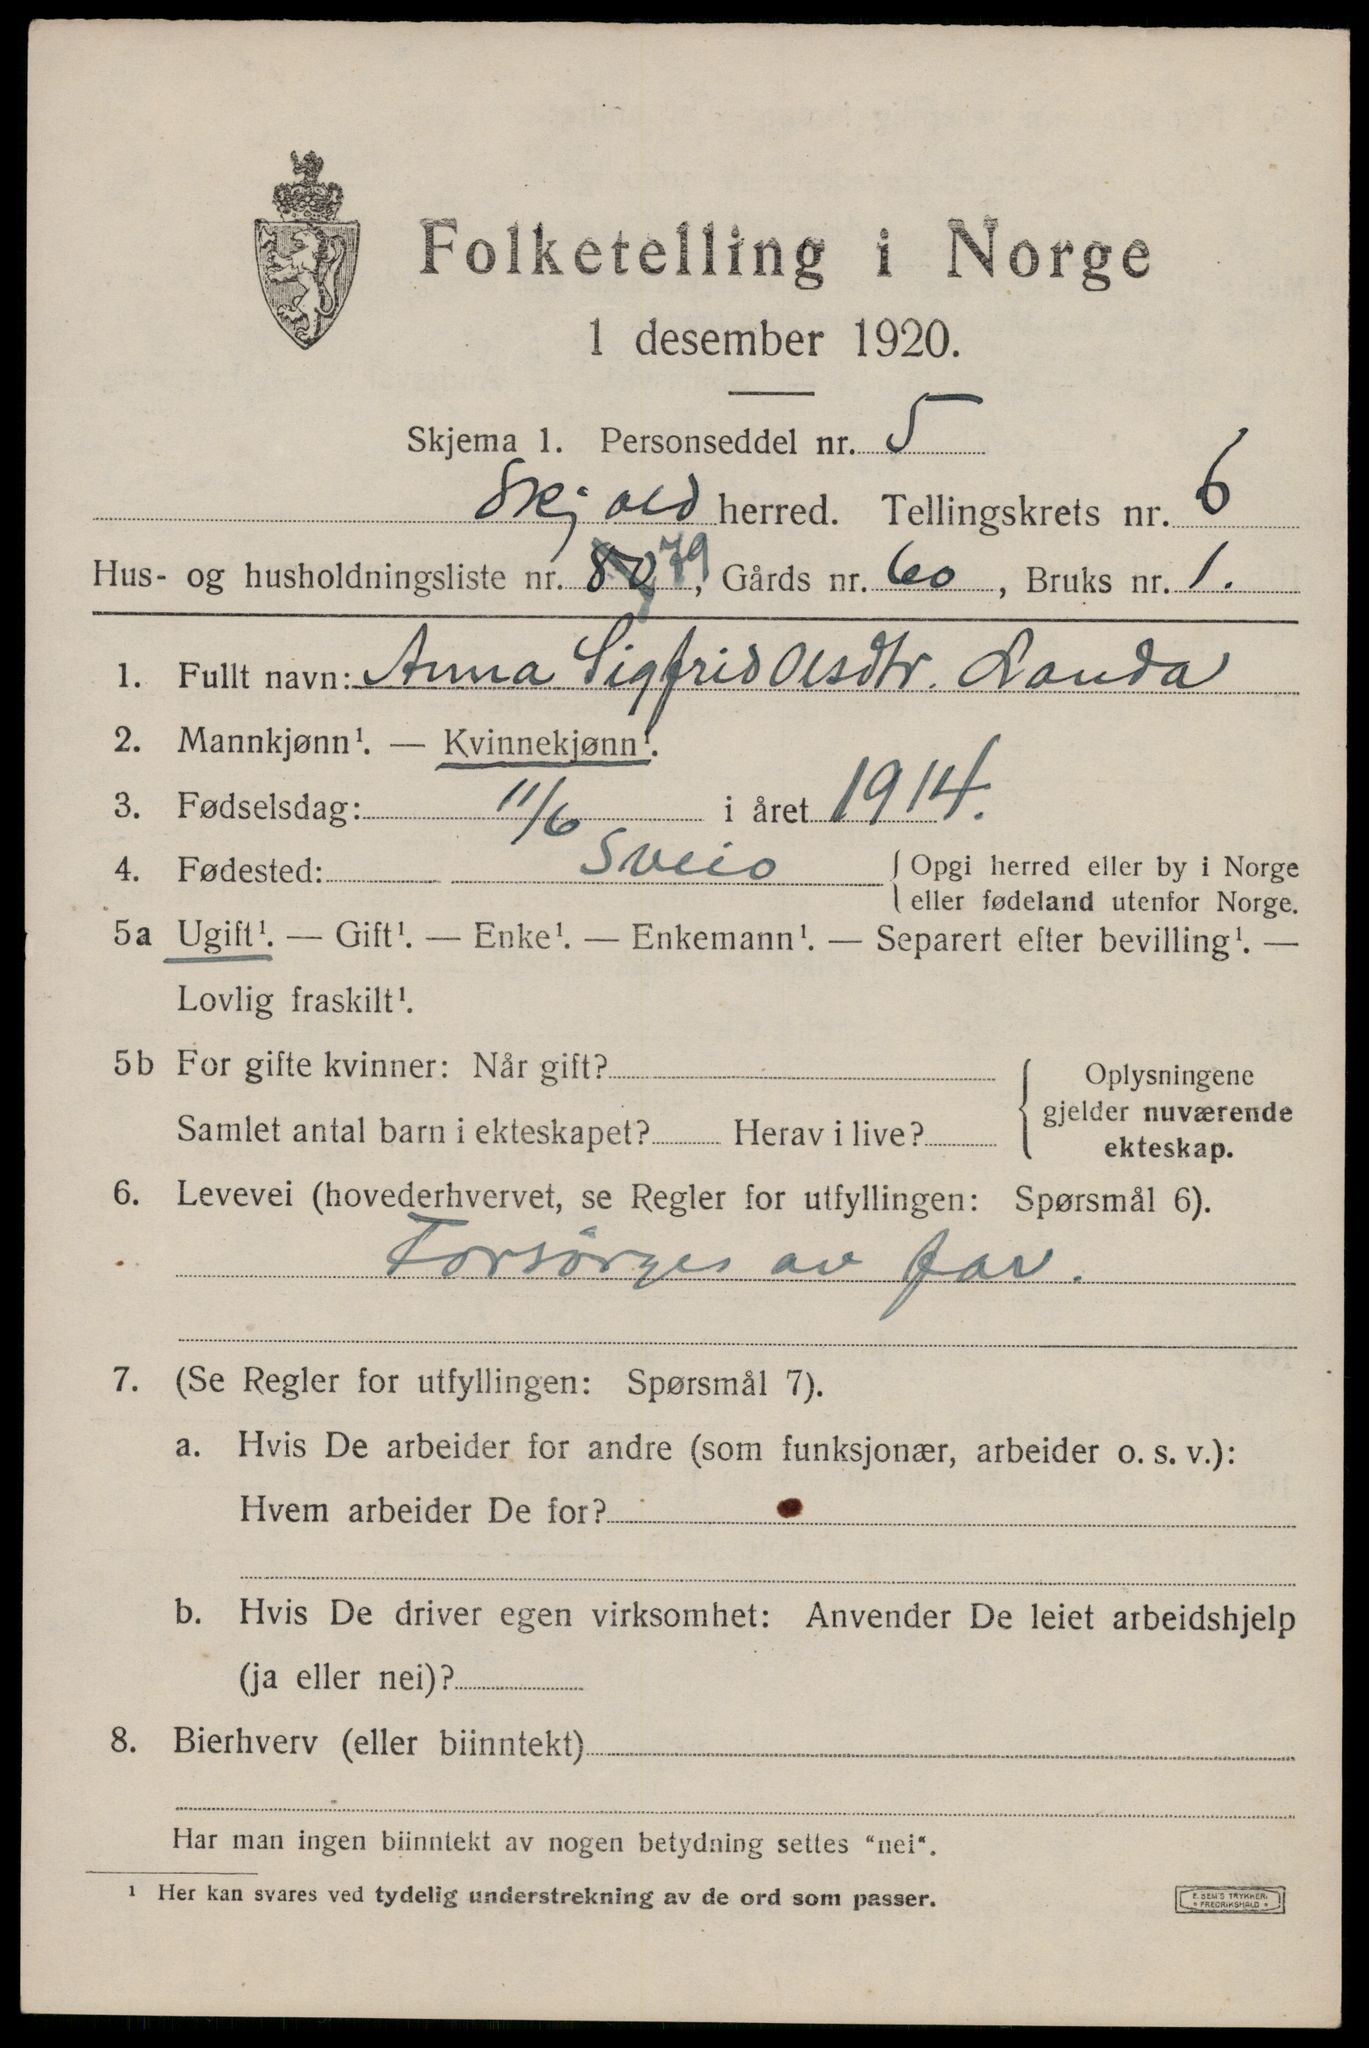 Folketelling i Norge
1 desember 1920.
Skjema 1. Personseddel nr. 5
Skjold herred. Tellingskrets nr. 6
Hus- og husholdningsliste nr. 80 79, Gårds nr. 60, Bruks nr. 1.
1. Fullt navn: Anna Sigfrid Olsdtr. Landa
2. Mannkjønn¹. — Kvinnekjønn¹.
3. Fødselsdag: 11/6 i året 1914.
4. Fødested: Sveio { Opgi herred eller by i Norge
eller fødeland utenfor Norge.
5a Ugift¹. — Gift¹. — Enke¹. — Enkemann¹. — Separert efter bevilling¹. —
Lovlig fraskilt¹.
5b For gifte kvinner: Når gift?
Samlet antal barn i ekteskapet? Herav i live?
Oplysningene
gjelder nuværende
ekteskap.
6. Levevei (hovederhvervet, se Regler for utfyllingen: Spørsmål 6).
Forsørges av far.
7. (Se Regler for utfyllingen: Spørsmål 7).
a. Hvis De arbeider for andre (som funksjonær, arbeider o. s. v.):
Hvem arbeider De for?
b. Hvis De driver egen virksomhet: Anvender De leiet arbeidshjelp
(ja eller nei)?
8. Bierhverv (eller biinntekt)
Har man ingen biinntekt av nogen betydning settes "nei".
¹ Her kan svares ved tydelig understrekning av de ord som passer.
E. SEM'S TRYKKERI
* FREDRIKSHALD *